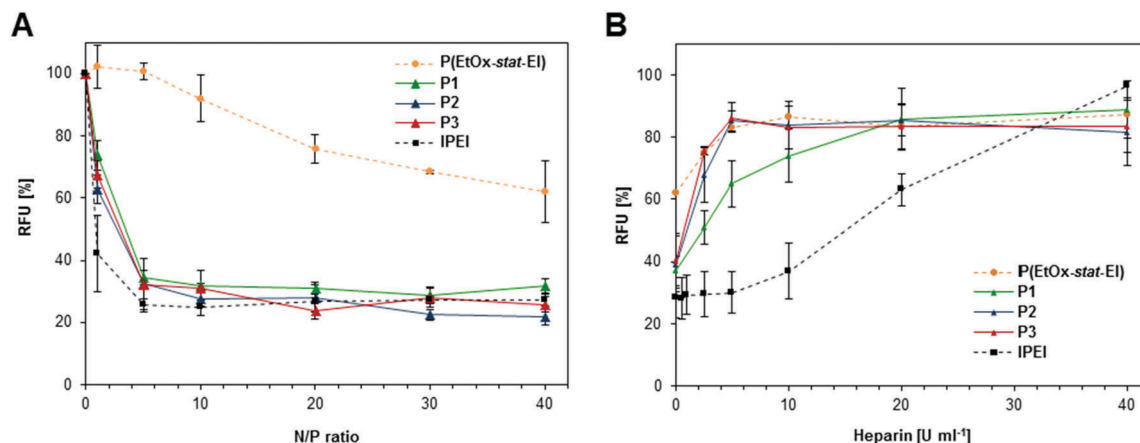 A
RFU [%]
100
80
60
40
20
0
P(EtOx-stat-EI)
P1
P2
P3
lPEI
0 10 20 30 40
N/P ratio
B
RFU [%]
100
80
60
40
20
0
P(EtOx-stat-EI)
P1
P2
P3
lPEI
0 10 20 30 40
Heparin [U ml⁻¹]